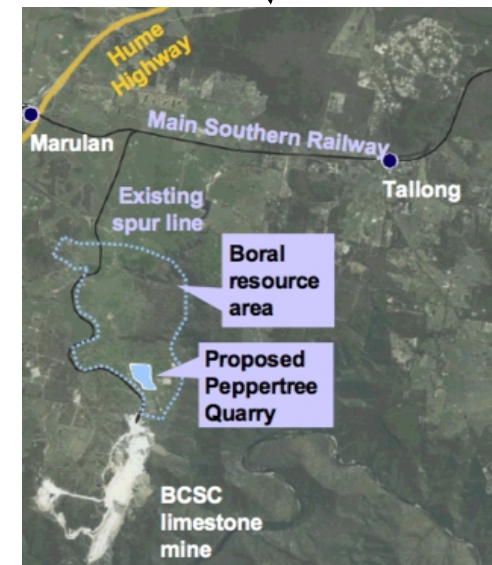 Hume
Highway
Marulan
Main Southern Railway
Tallong
Existing
spur line
Boral
resource
area
Proposed
Peppertree
Quarry
BCSC
limestone
mine